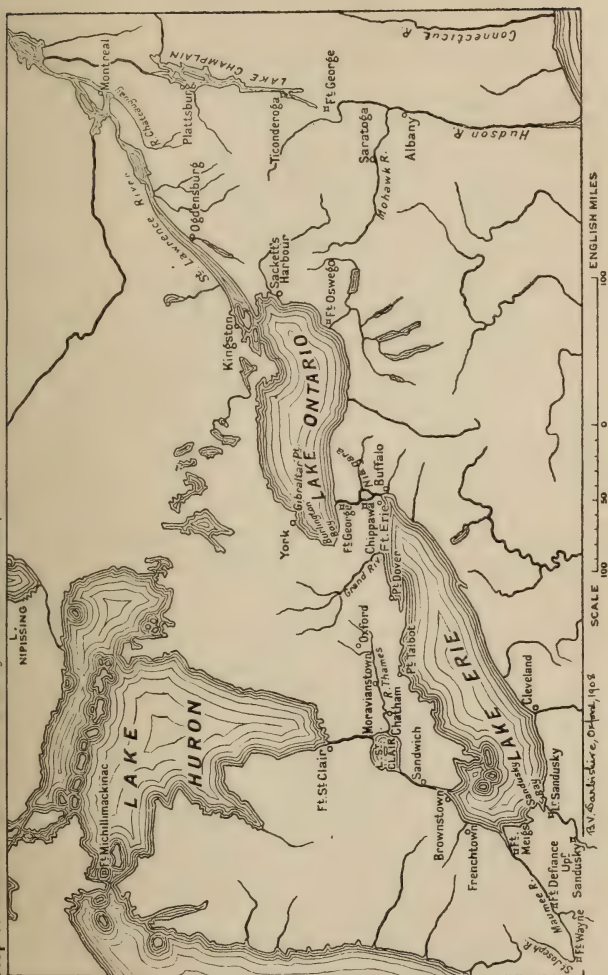 L. NIPISSING
LAKE HURON
Ft. Michillimackinac
Ft. St. Clair
Montreal
R. Chateauguay
Plattsburg
LAKE CHAMPLAIN
Ticonderoga
Ft. George
Connecticut R.
St. Lawrence River
Ogdensburg
Saratoga
Albany
Mohawk R.
Hudson R.
Kingston
Sackett's Harbour
Ft. Oswego
LAKE ONTARIO
York
Gibraltar Pt.
Burlington Bay
Ft. George
Niagara
Chippawa
Buffalo
Ft. Erie
Grand Riv.
Pt. Dover
Pt. Talbot
Oxford
Moravianstown
R. Thames
Chatham
L. ST. CLAIR
Sandwich
LAKE ERIE
Cleveland
Brownstown
Frenchtown
Sandusky Bay
Sandusky
Ft. Meigs
Maumee R.
Ft. Defiance
Upr. Sandusky
St. Joseph R.
Ft. Wayne
SCALE 100 50 0 100 ENGLISH MILES
B.V. Darbishire, Oxford, 1908